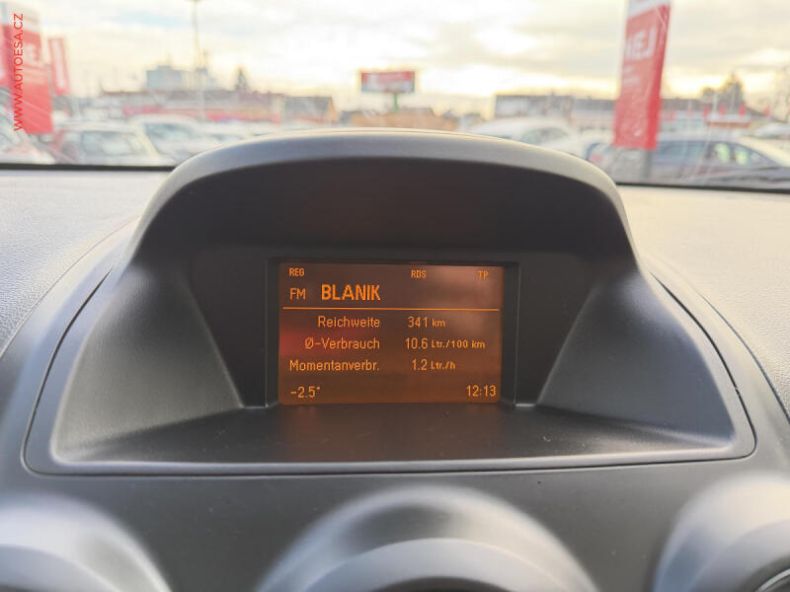 WWW.AUTOESA.CZ
HEJ
REG RDS TP
FM BLANIK
Reichweite 341 km
Ø-Verbrauch 10.6 Ltr./100 km
Momentanverbr. 1.2 Ltr./h
-2.5° 12:13